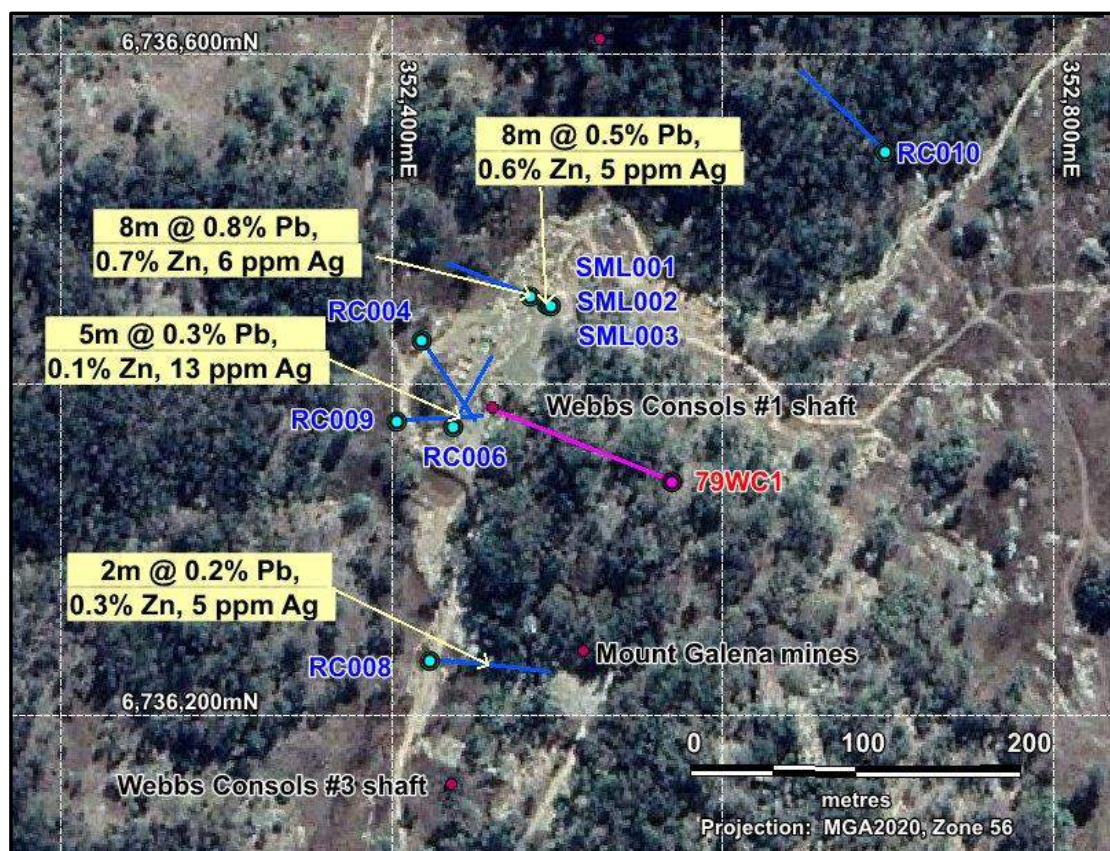 6,736,600mN
352,400mE
352,800mE
8m @ 0.5% Pb,
0.6% Zn, 5 ppm Ag
RC010
8m @ 0.8% Pb,
0.7% Zn, 6 ppm Ag
SML001
SML002
SML003
RC004
5m @ 0.3% Pb,
0.1% Zn, 13 ppm Ag
Webbs Consols #1 shaft
RC009
RC006
79WC1
2m @ 0.2% Pb,
0.3% Zn, 5 ppm Ag
RC008
Mount Galena mines
6,736,200mN
Webbs Consols #3 shaft
0 100 200
metres
Projection: MGA2020, Zone 56